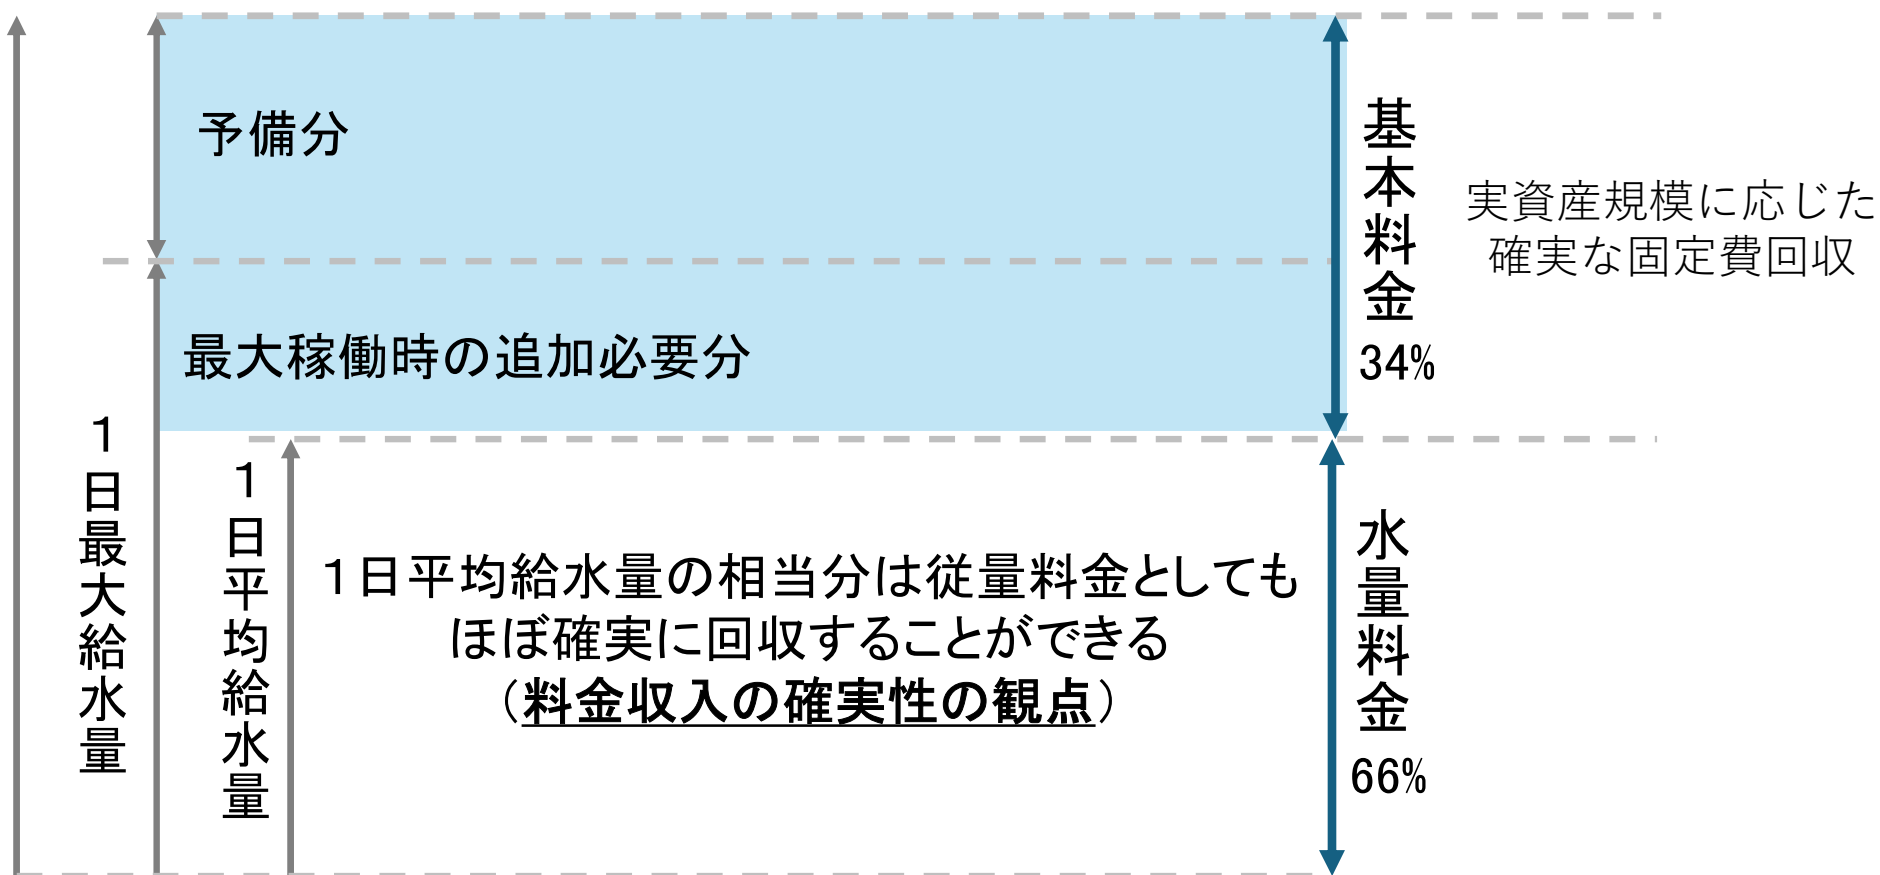 予備分
最大稼働時の追加必要分
基本料金
34%
実資産規模に応じた
確実な固定費回収
１日最大給水量
１日平均給水量
１日平均給水量の相当分は従量料金としても
ほぼ確実に回収することができる
（料金収入の確実性の観点）
水量料金
66%